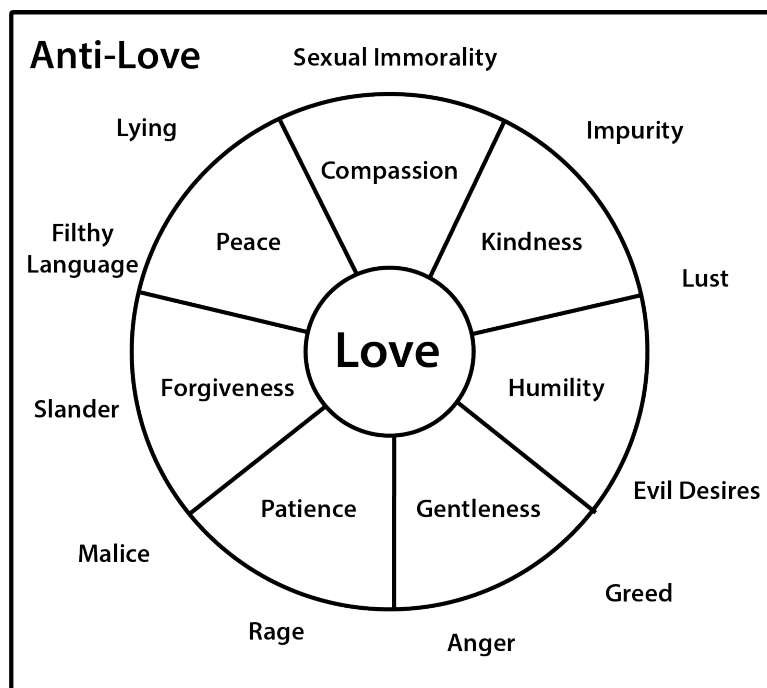 Anti-Love
Sexual Immorality
Lying
Impurity
Compassion
Filthy
Language
Peace
Kindness
Lust
Love
Forgiveness
Humility
Slander
Evil Desires
Patience
Gentleness
Malice
Greed
Rage
Anger